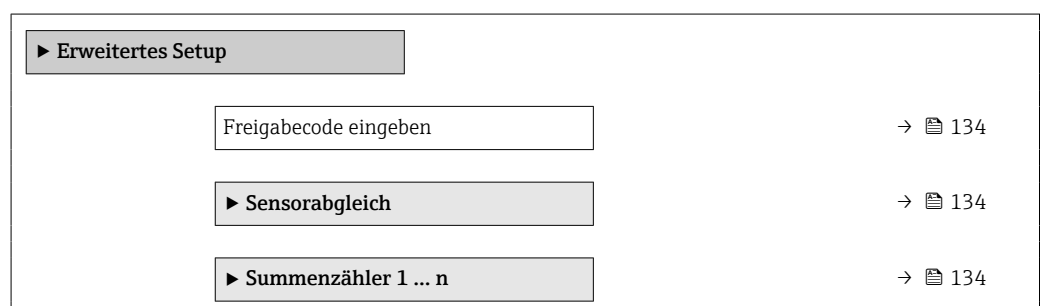 ▶ Erweitertes Setup
Freigabecode eingeben → 134
▶ Sensorabgleich → 134
▶ Summenzähler 1 … n → 134